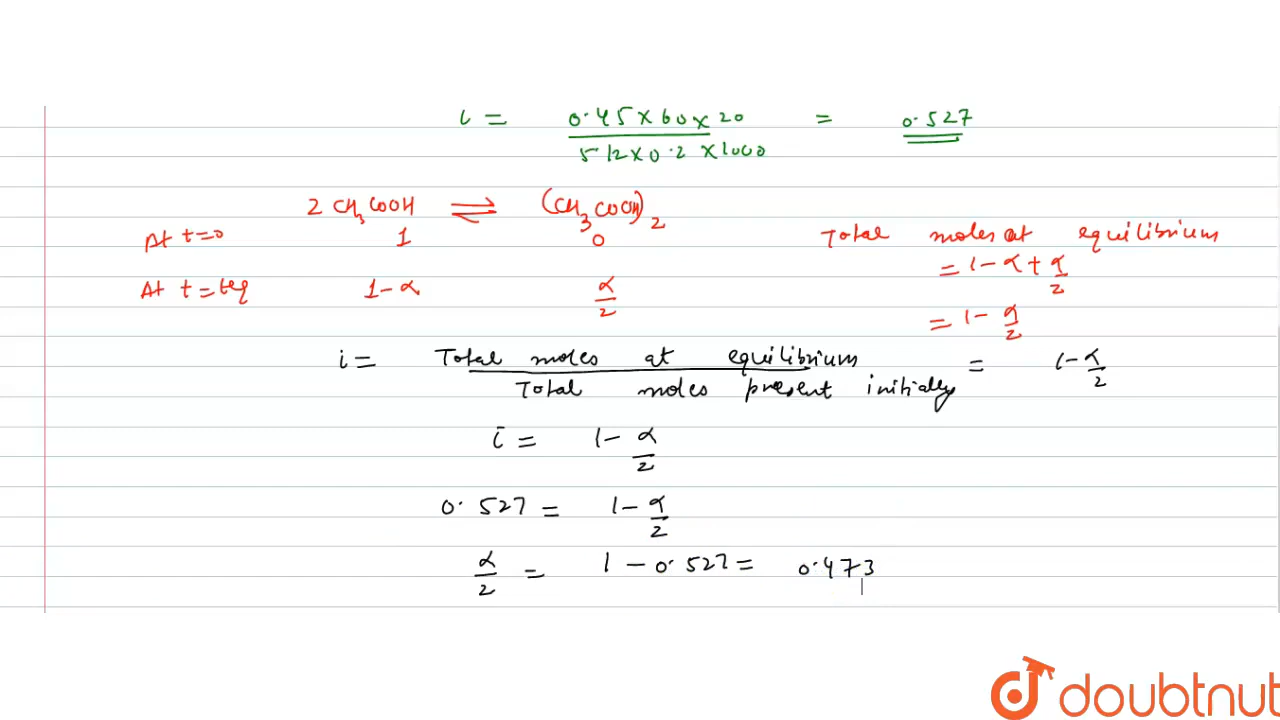 i = 0.45×60×20 / 5.12×0.2×1000 = 0.527
2 CH3COOH ⇌ (CH3COOH)2
At t=0 1 0
Total moles at equilibrium
= 1-α+α/2
At t=teq 1-α α/2
= 1-α/2
i = Total moles at equilibrium / Total moles present initially = 1-α/2
i = 1-α/2
0.527 = 1-α/2
α/2 = 1-0.527 = 0.473
doubtnut